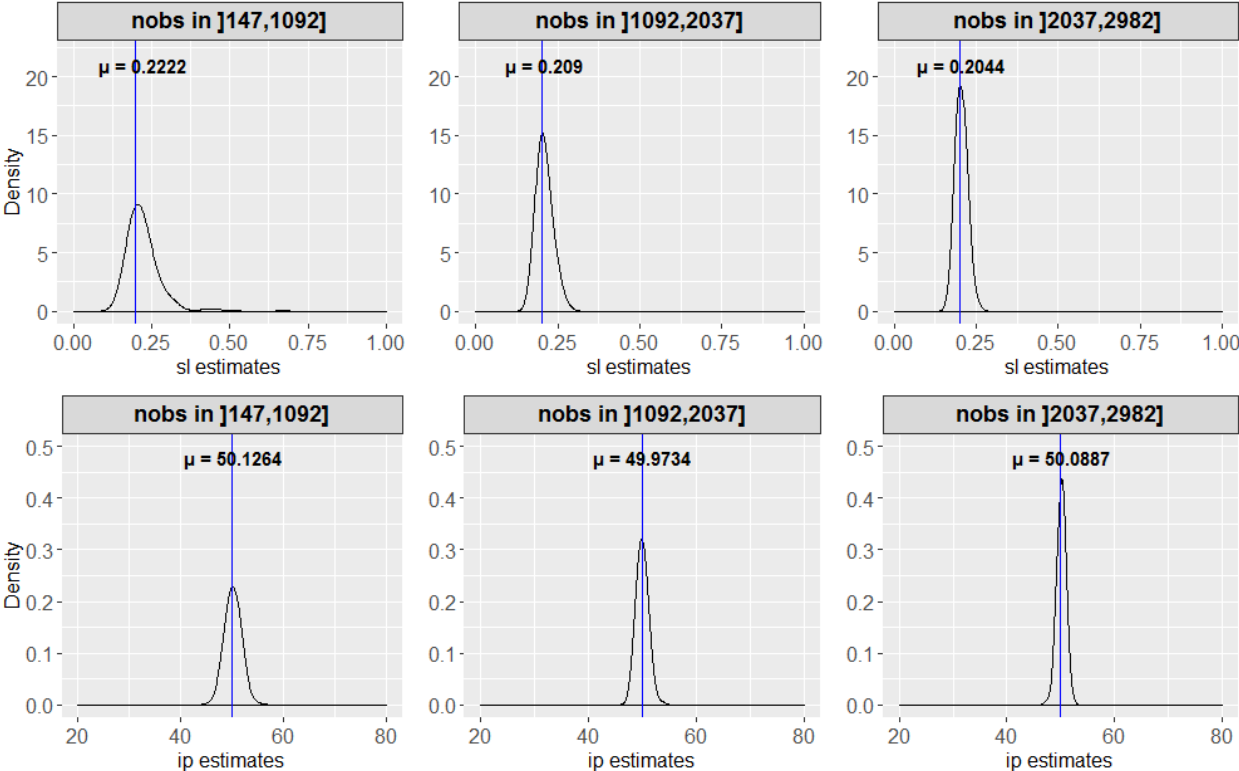 nobs in ]147,1092] nobs in ]1092,2037] nobs in ]2037,2982]
μ = 0.2222 μ = 0.209 μ = 0.2044
Density
20 20 20
15 15 15
10 10 10
5 5 5
0 0 0
0.00 0.25 0.50 0.75 1.00 0.00 0.25 0.50 0.75 1.00 0.00 0.25 0.50 0.75 1.00
sl estimates sl estimates sl estimates
nobs in ]147,1092] nobs in ]1092,2037] nobs in ]2037,2982]
0.5 0.5 0.5
μ = 50.1264 μ = 49.9734 μ = 50.0887
Density
0.4 0.4 0.4
0.3 0.3 0.3
0.2 0.2 0.2
0.1 0.1 0.1
0.0 0.0 0.0
20 40 60 80 20 40 60 80 20 40 60 80
ip estimates ip estimates ip estimates